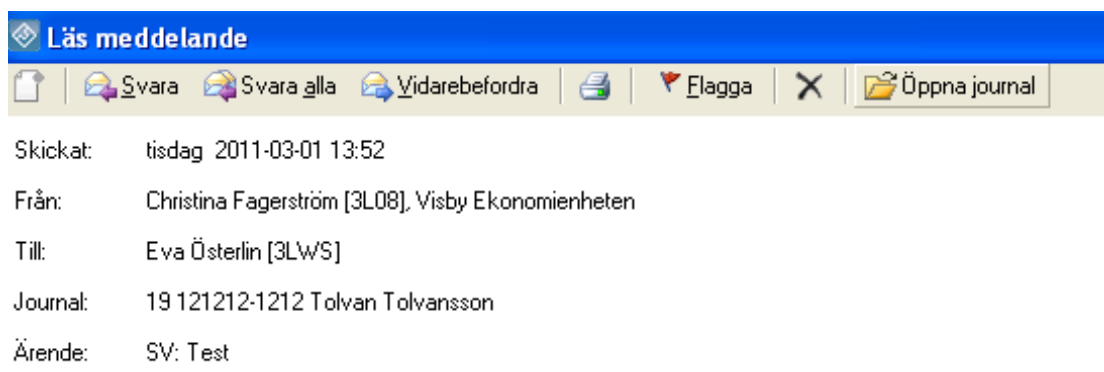 Läs meddelande
Svara Svara alla Vidarebefordra Flagga Öppna journal
Skickat: tisdag 2011-03-01 13:52
Från: Christina Fagerström [3L08], Visby Ekonomienheten
Till: Eva Österlin [3LWS]
Journal: 19 121212-1212 Tolvan Tolvansson
Ärende: SV: Test